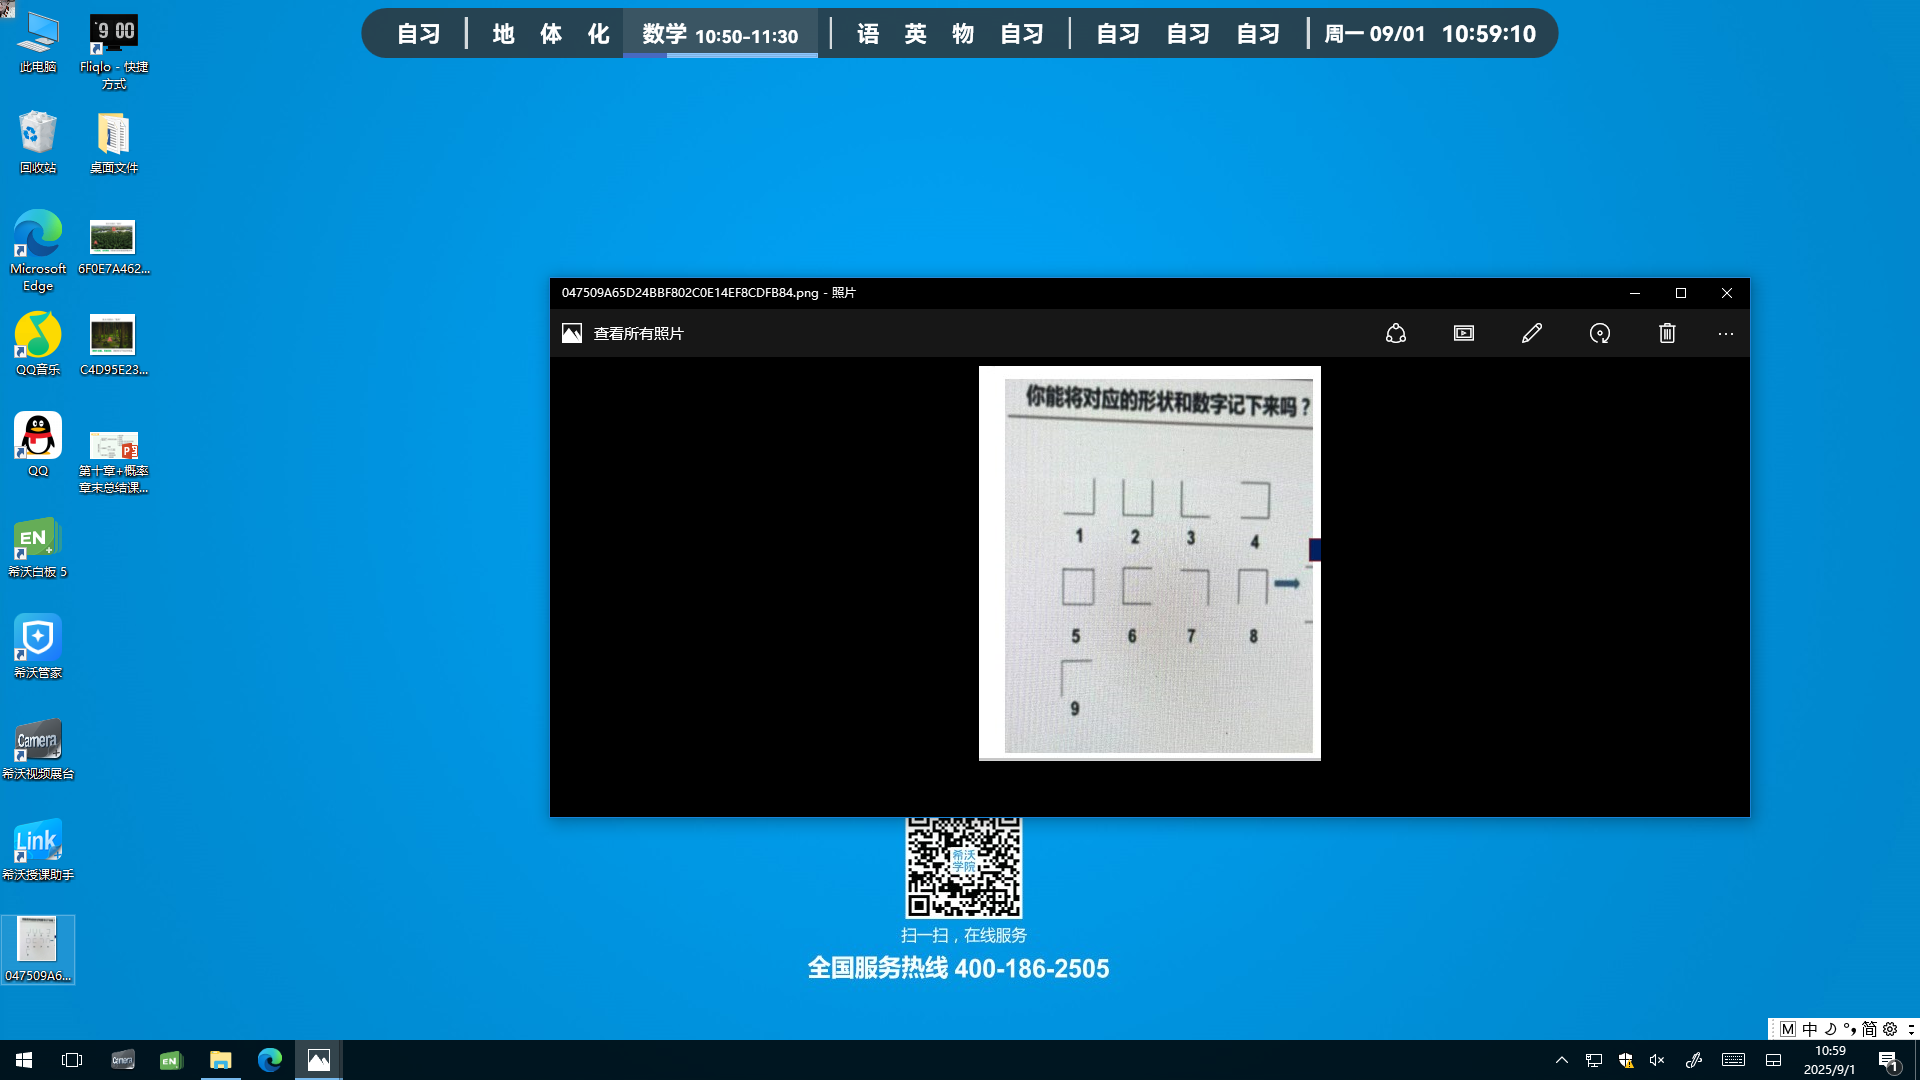 自习 | 地 体 化 数学 10:50-11:30 | 语 英 物 自习 | 自习 自习 自习 | 周一 09/01 10:59:10
此电脑
Fliqlo - 快捷方式
回收站
桌面文件
Microsoft Edge
6F0E7A462...
QQ音乐
C4D95E23...
QQ
第十章+概率章末总结课...
EN
希沃白板 5
希沃管家
Camera
希沃视频展台
Link
希沃授课助手
047509A6...
047509A65D24BBF802C0E14EF8CDFB84.png - 照片
查看所有照片
你能将对应的形状和数字记下来吗？
1 2 3 4
5 6 7 8
9
希沃学院
扫一扫，在线服务
全国服务热线 400-186-2505
M 中 简
Camera EN
10:59
2025/9/1
1